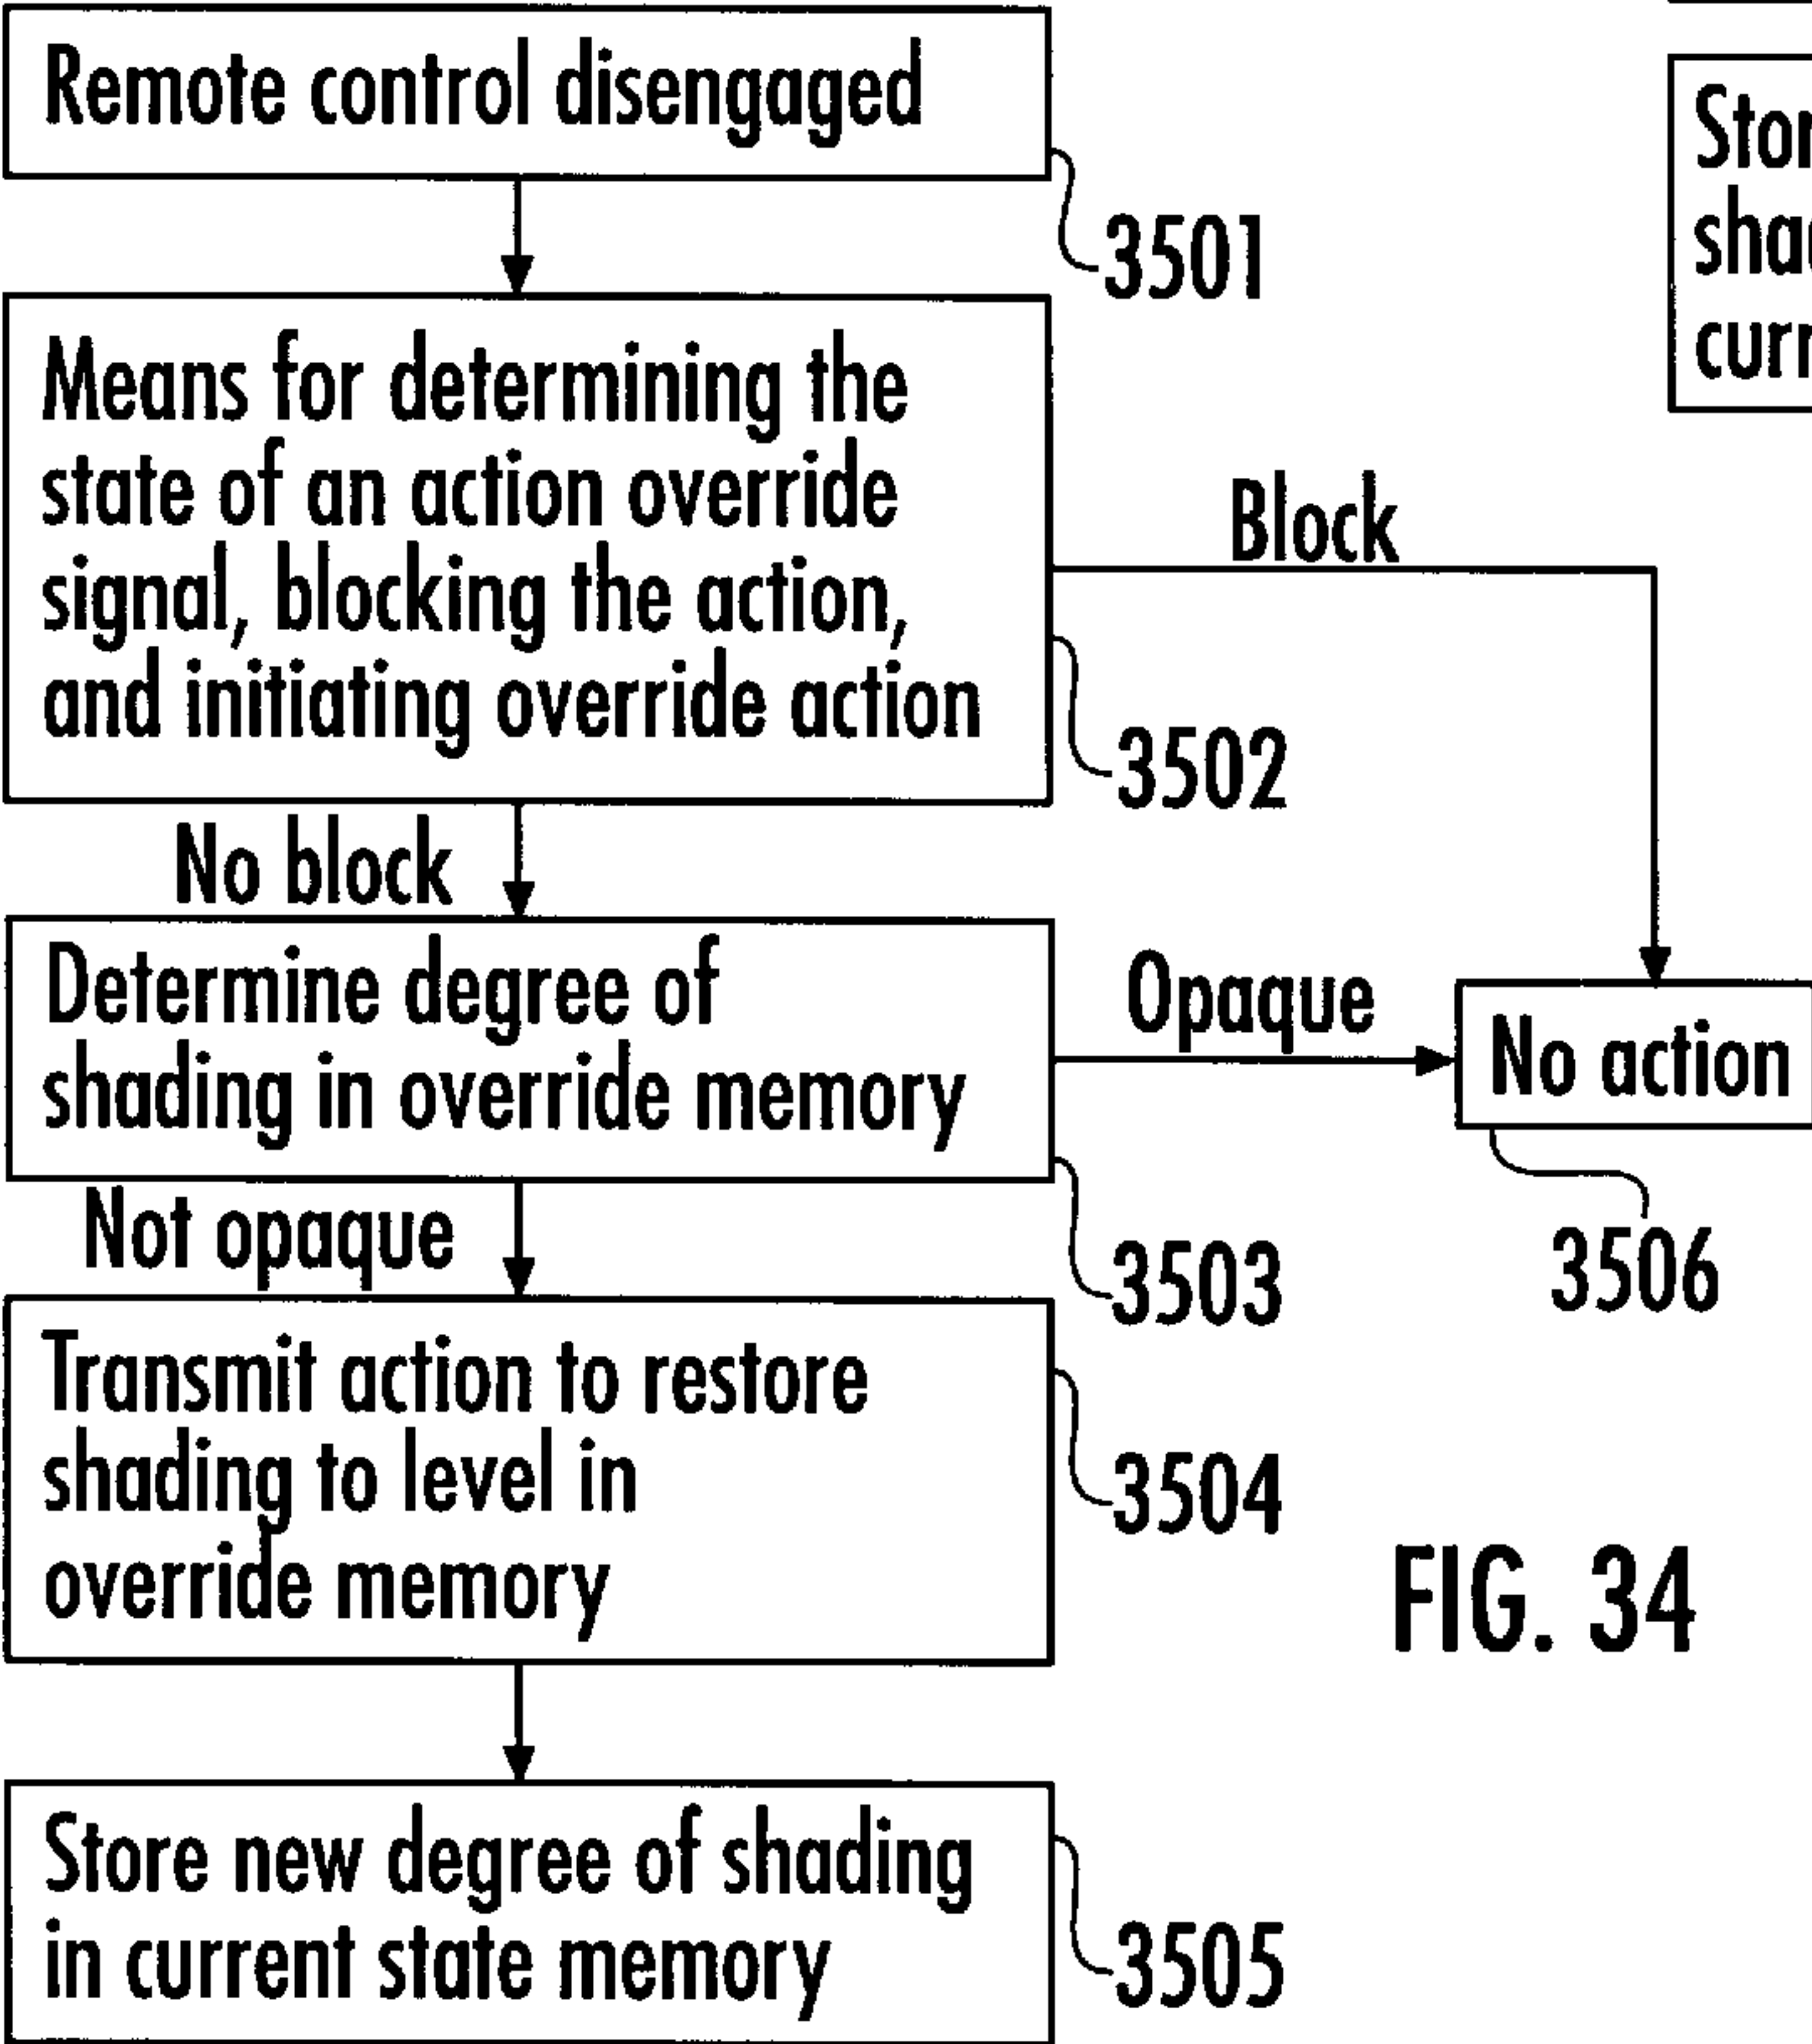 Remote control disengaged
3501
Means for determining the
state of an action override
signal, blocking the action,
and initiating override action
3502
Block
No block
Determine degree of
shading in override memory
3503
Opaque
No action
3506
Not opaque
Transmit action to restore
shading to level in
override memory
3504
Store new degree of shading
in current state memory
3505
FIG. 34